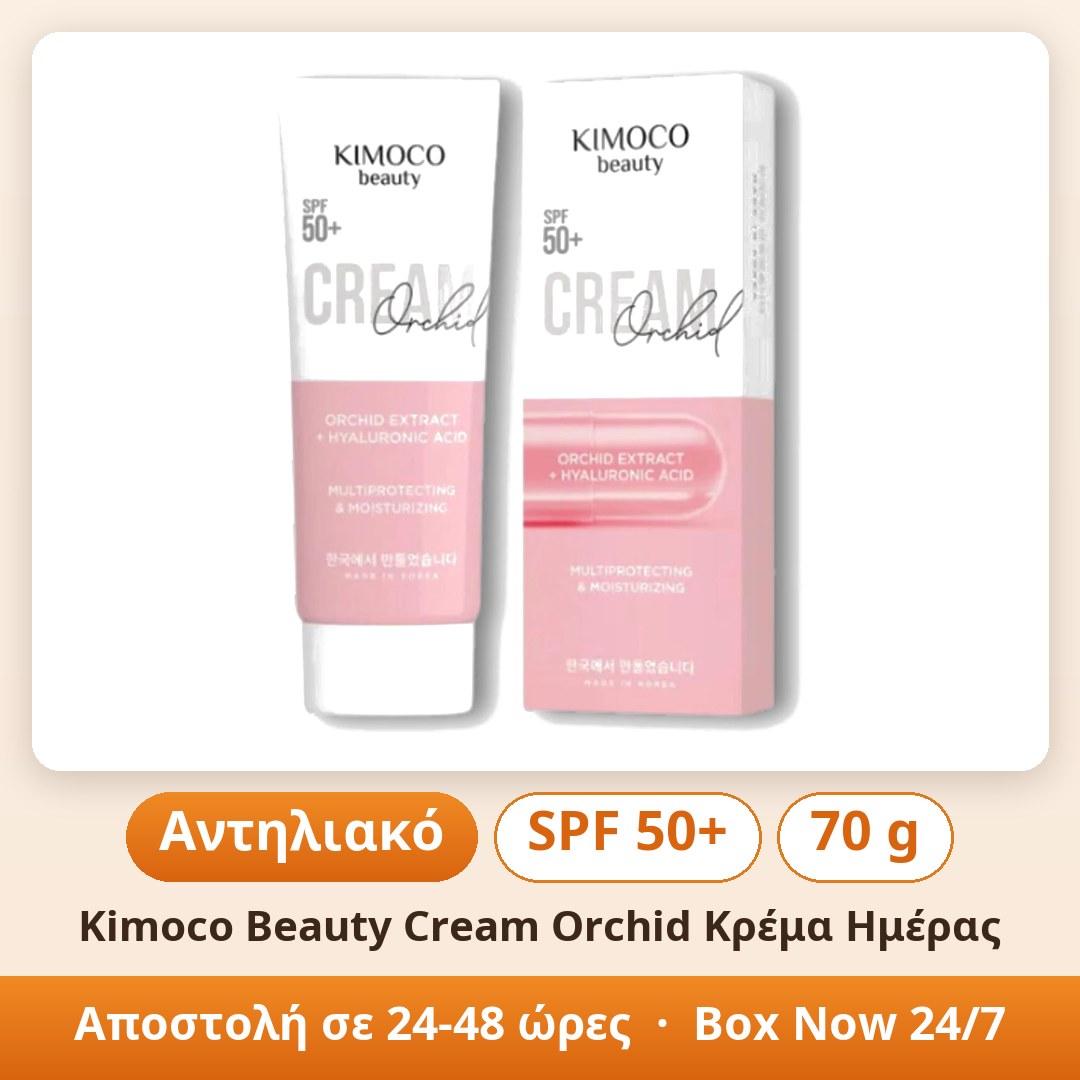 KIMOCO
beauty
SPF
50+
CREAM
Orchid
ORCHID EXTRACT
+ HYALURONIC ACID
MULTIPROTECTING
& MOISTURIZING
한국에서 만들었습니다
MADE IN KOREA
KIMOCO
beauty
SPF
50+
CREAM
Orchid
ORCHID EXTRACT
+ HYALURONIC ACID
MULTIPROTECTING
& MOISTURIZING
한국에서 만들었습니다
MADE IN KOREA
Αντηλιακό
SPF 50+
70 g
Kimoco Beauty Cream Orchid Κρέμα Ημέρας
Αποστολή σε 24-48 ώρες · Box Now 24/7